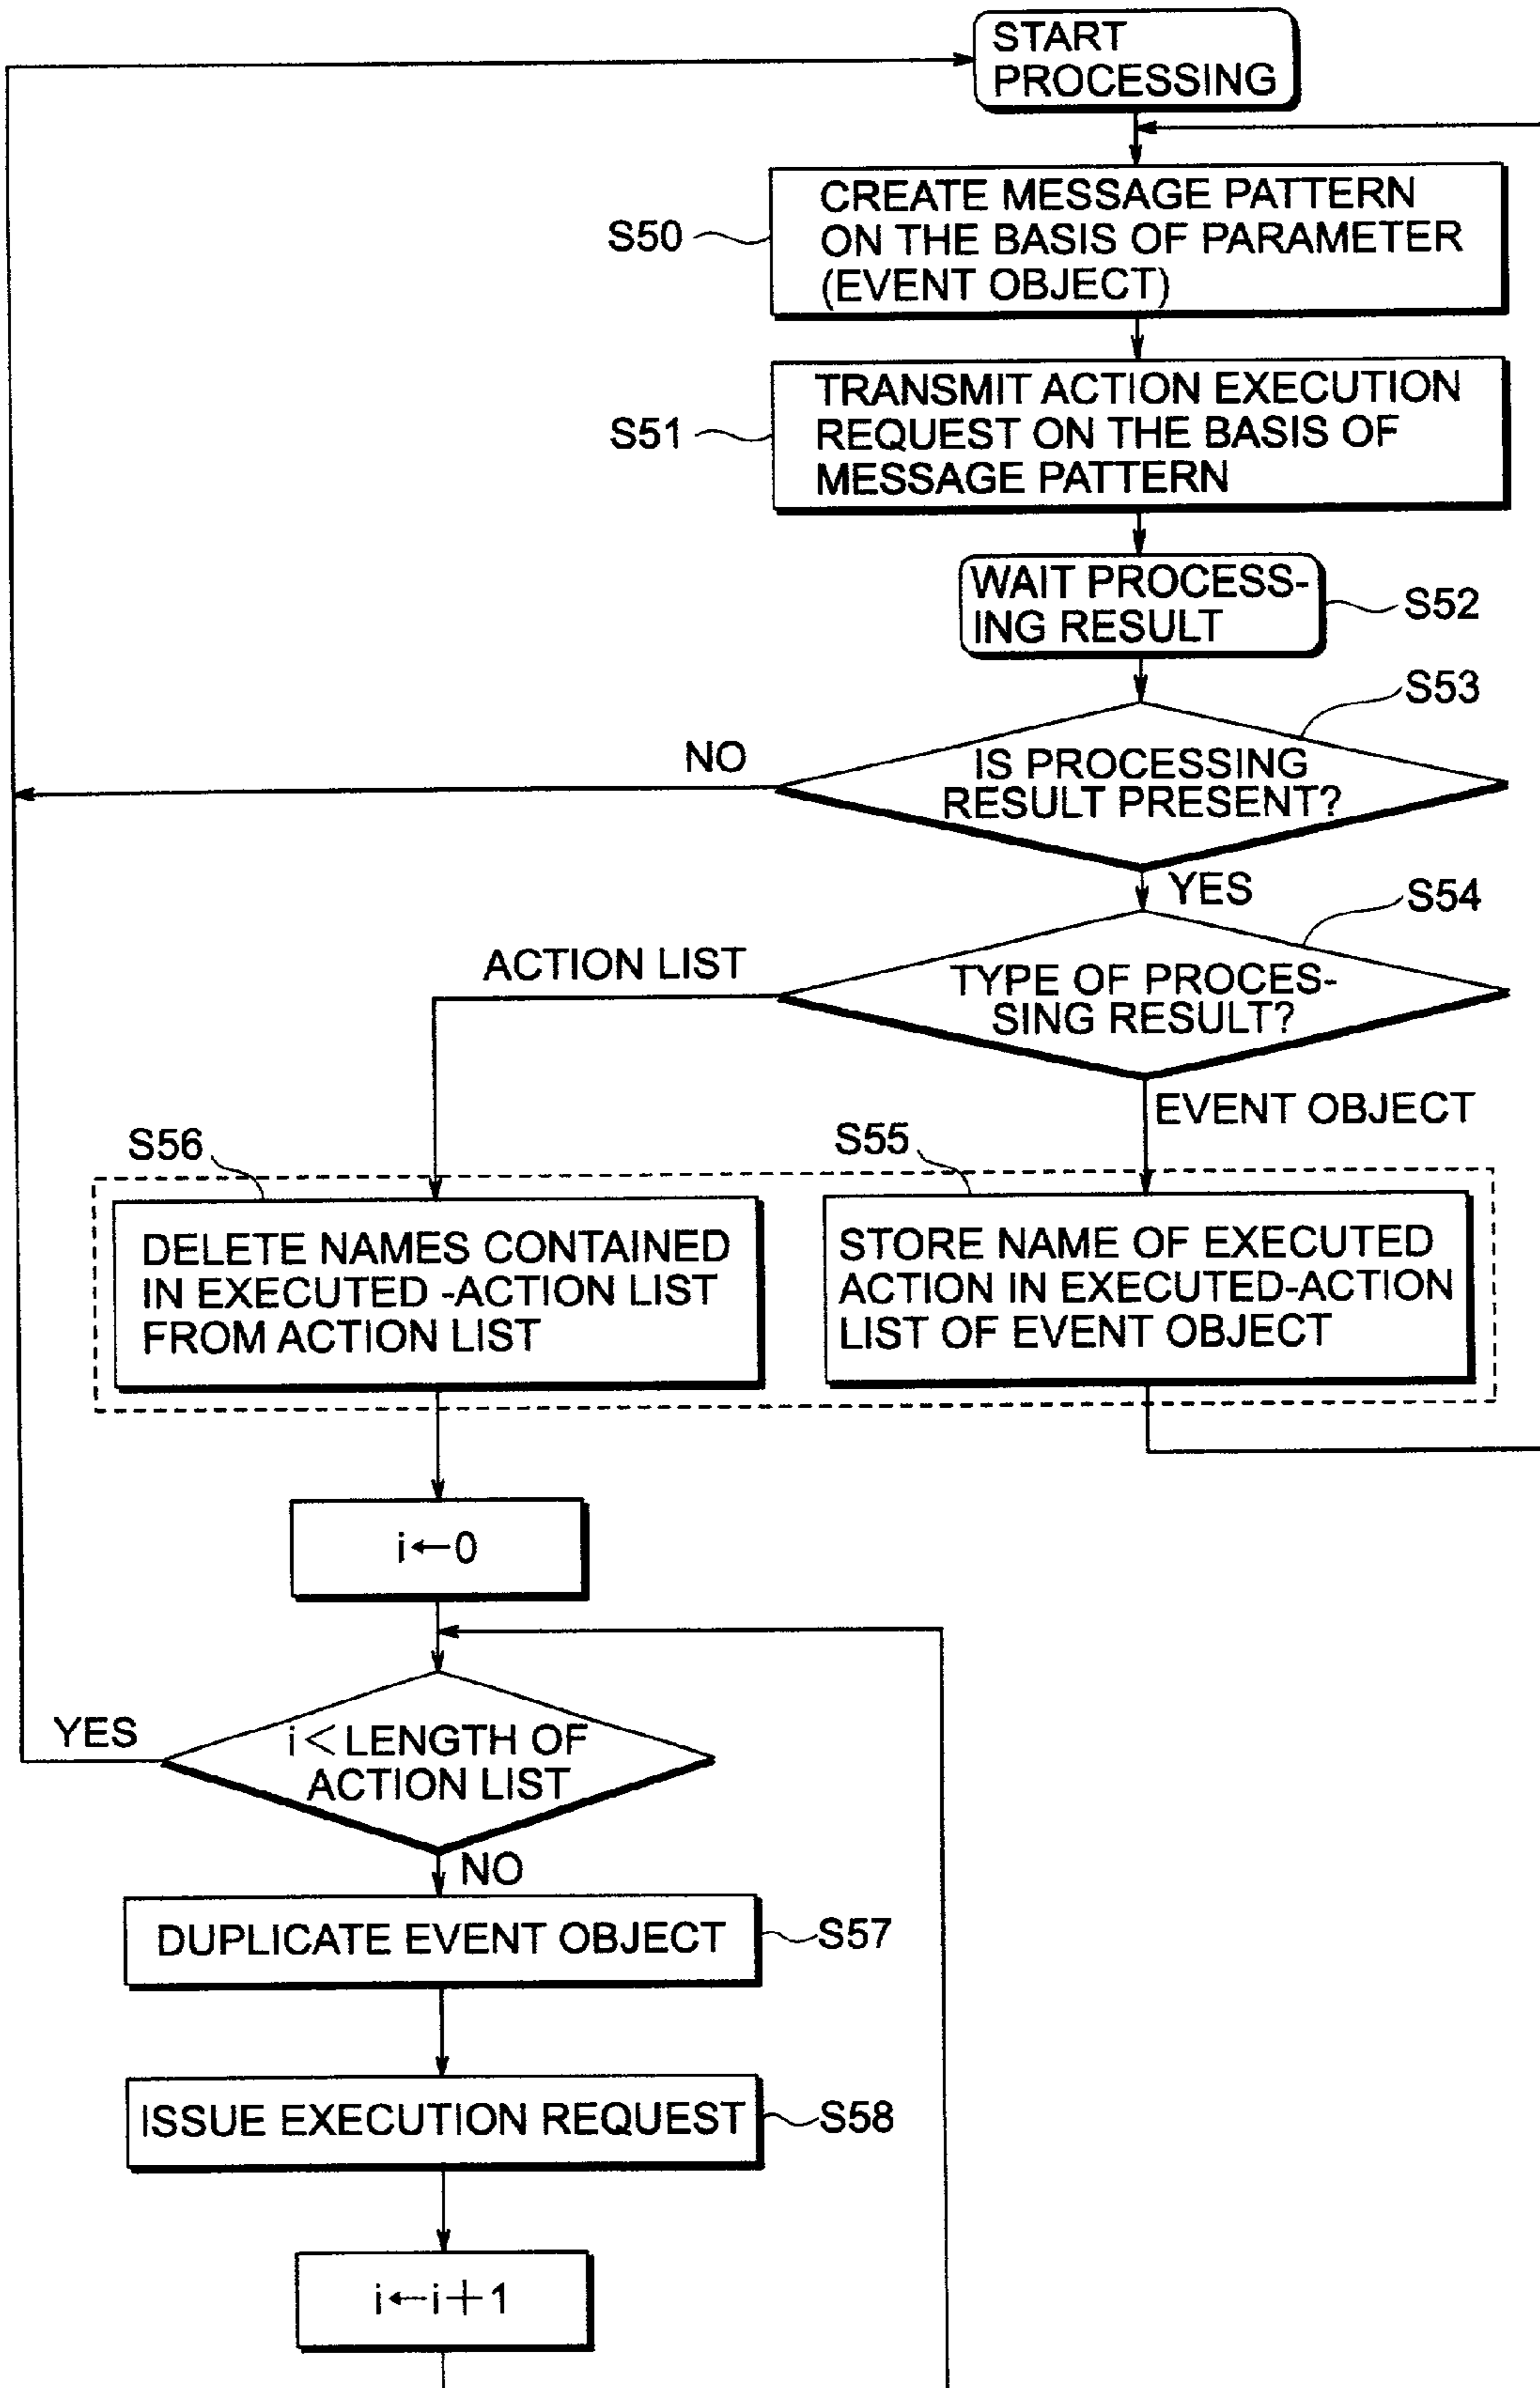 START
PROCESSING
CREATE MESSAGE PATTERN
ON THE BASIS OF PARAMETER
(EVENT OBJECT)
S50
TRANSMIT ACTION EXECUTION
REQUEST ON THE BASIS OF
MESSAGE PATTERN
S51
WAIT PROCESS-
ING RESULT
S52
S53
NO
IS PROCESSING
RESULT PRESENT?
YES
S54
ACTION LIST
TYPE OF PROCES-
SING RESULT?
EVENT OBJECT
S56
S55
DELETE NAMES CONTAINED
IN EXECUTED -ACTION LIST
FROM ACTION LIST
STORE NAME OF EXECUTED
ACTION IN EXECUTED-ACTION
LIST OF EVENT OBJECT
i←0
YES
i<LENGTH OF
ACTION LIST
NO
DUPLICATE EVENT OBJECT
S57
ISSUE EXECUTION REQUEST
S58
i←i+1